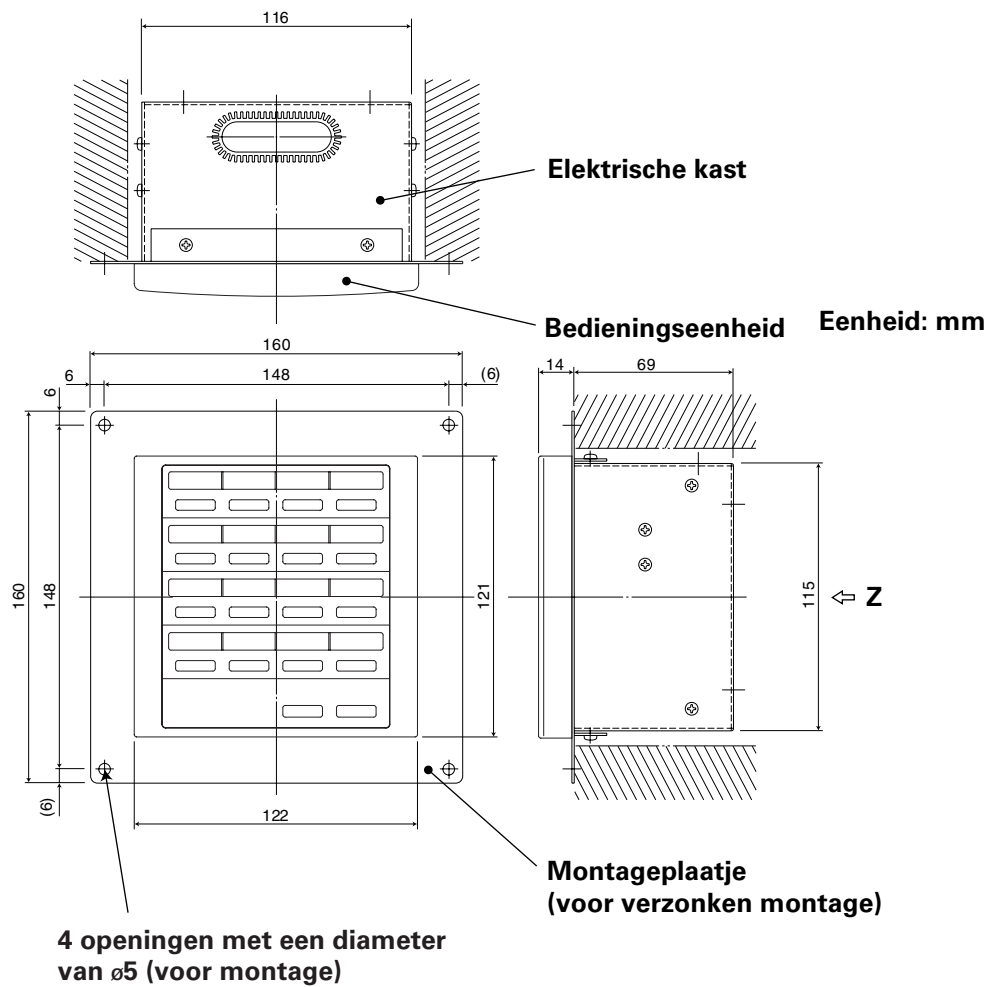 116
Elektrische kast
Bedieningseenheid
Eenheid: mm
160
6
148
(6)
14
69
6
160
148
121
115
Z
(6)
122
Montageplaatje
(voor verzonken montage)
4 openingen met een diameter
van ø5 (voor montage)